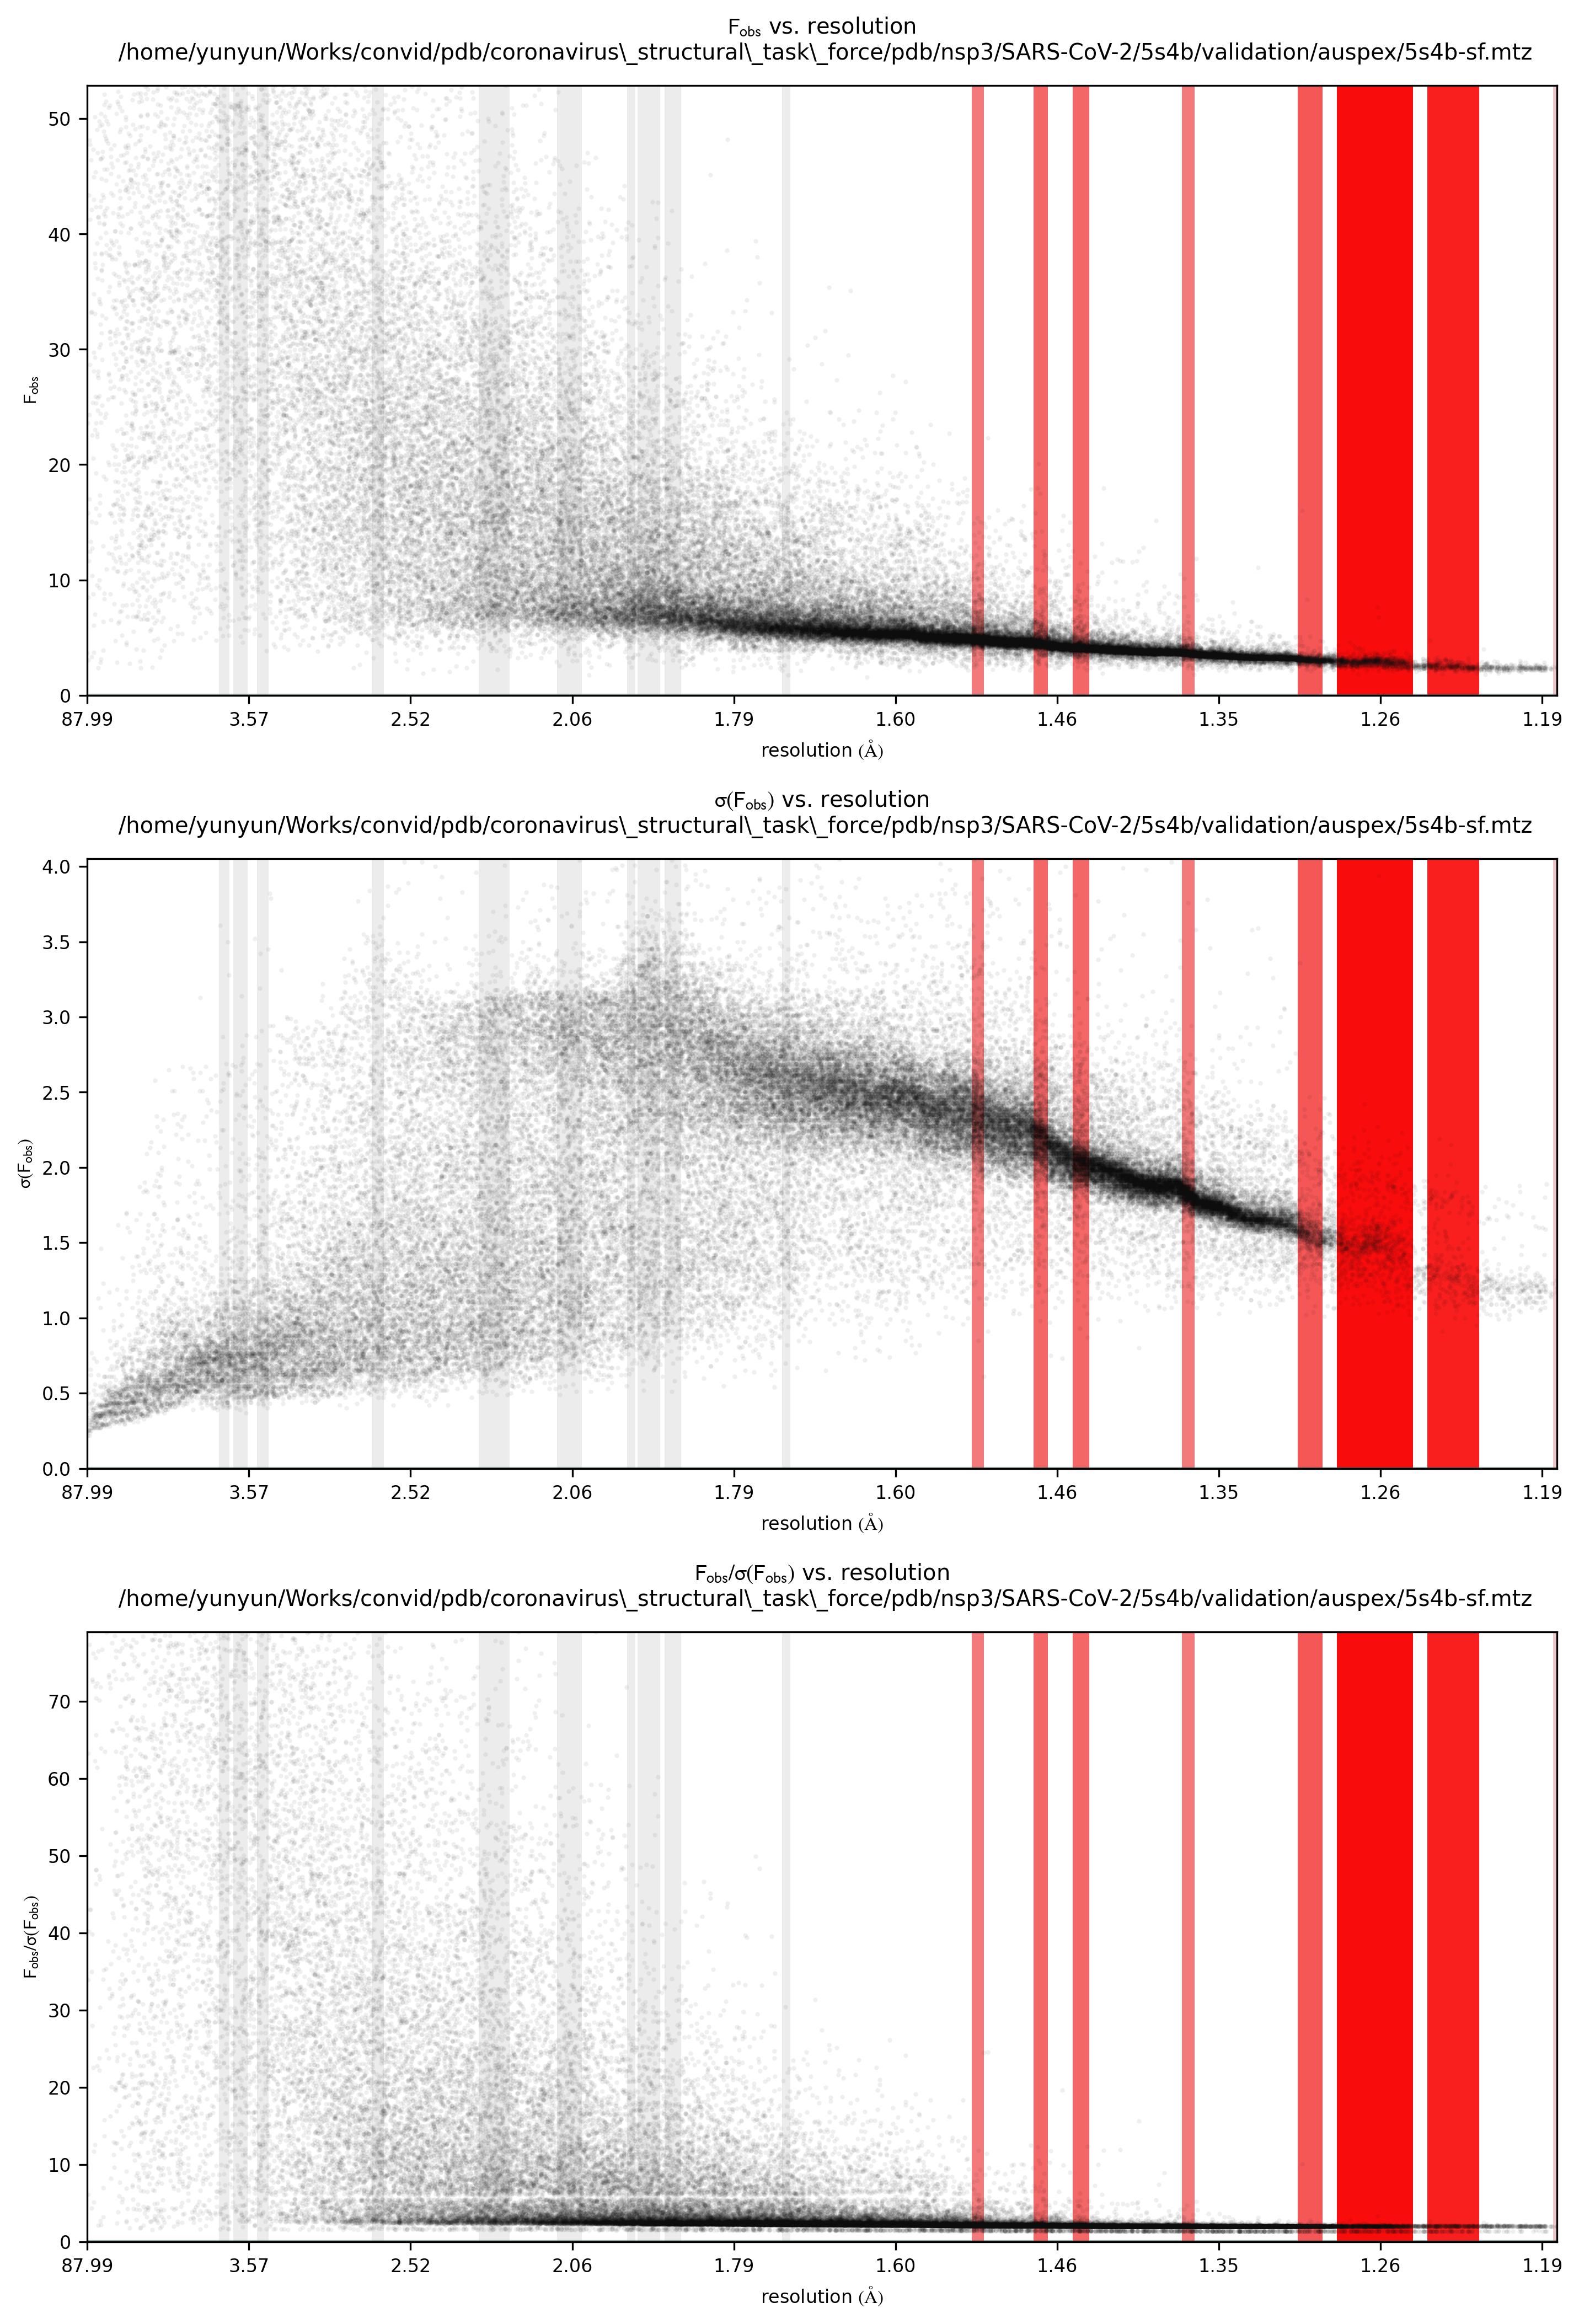 Fobs vs. resolution
/home/yunyun/Works/convid/pdb/coronavirus\_structural\_task\_force/pdb/nsp3/SARS-CoV-2/5s4b/validation/auspex/5s4b-sf.mtz
50
40
30
20
10
0
Fobs
87.99 3.57 2.52 2.06 1.79 1.60 1.46 1.35 1.26 1.19
resolution (Å)
σ(Fobs) vs. resolution
/home/yunyun/Works/convid/pdb/coronavirus\_structural\_task\_force/pdb/nsp3/SARS-CoV-2/5s4b/validation/auspex/5s4b-sf.mtz
4.0
3.5
3.0
2.5
2.0
1.5
1.0
0.5
0.0
σ(Fobs)
87.99 3.57 2.52 2.06 1.79 1.60 1.46 1.35 1.26 1.19
resolution (Å)
Fobs/σ(Fobs) vs. resolution
/home/yunyun/Works/convid/pdb/coronavirus\_structural\_task\_force/pdb/nsp3/SARS-CoV-2/5s4b/validation/auspex/5s4b-sf.mtz
70
60
50
40
30
20
10
0
Fobs/σ(Fobs)
87.99 3.57 2.52 2.06 1.79 1.60 1.46 1.35 1.26 1.19
resolution (Å)